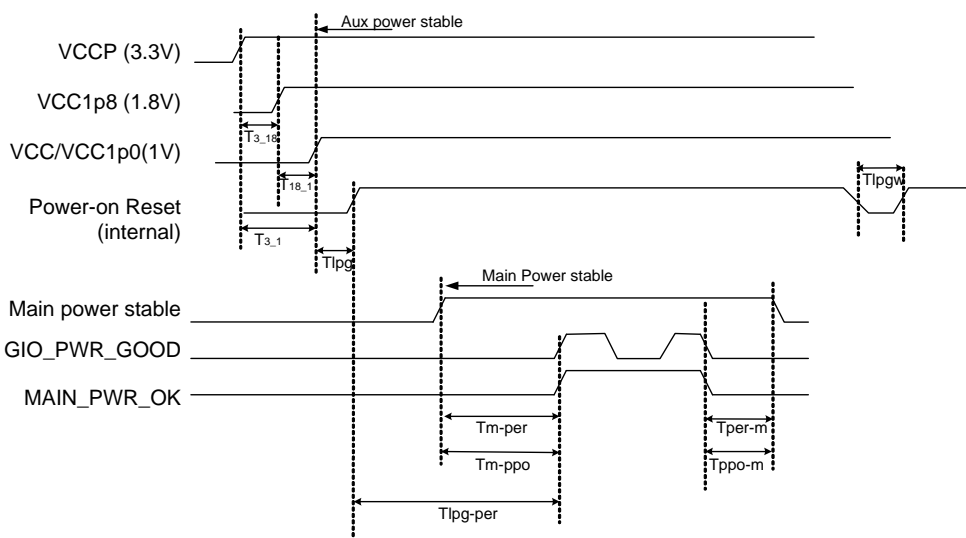 Aux power stable
VCCP (3.3V)
VCC1p8 (1.8V)
T3_18
VCC/VCC1p0(1V)
T18_1
Tlpgw
Power-on Reset
(internal)
T3_1
Tlpg
Main Power stable
Main power stable
GIO_PWR_GOOD
MAIN_PWR_OK
Tm-per
Tper-m
Tm-ppo
Tppo-m
Tlpg-per